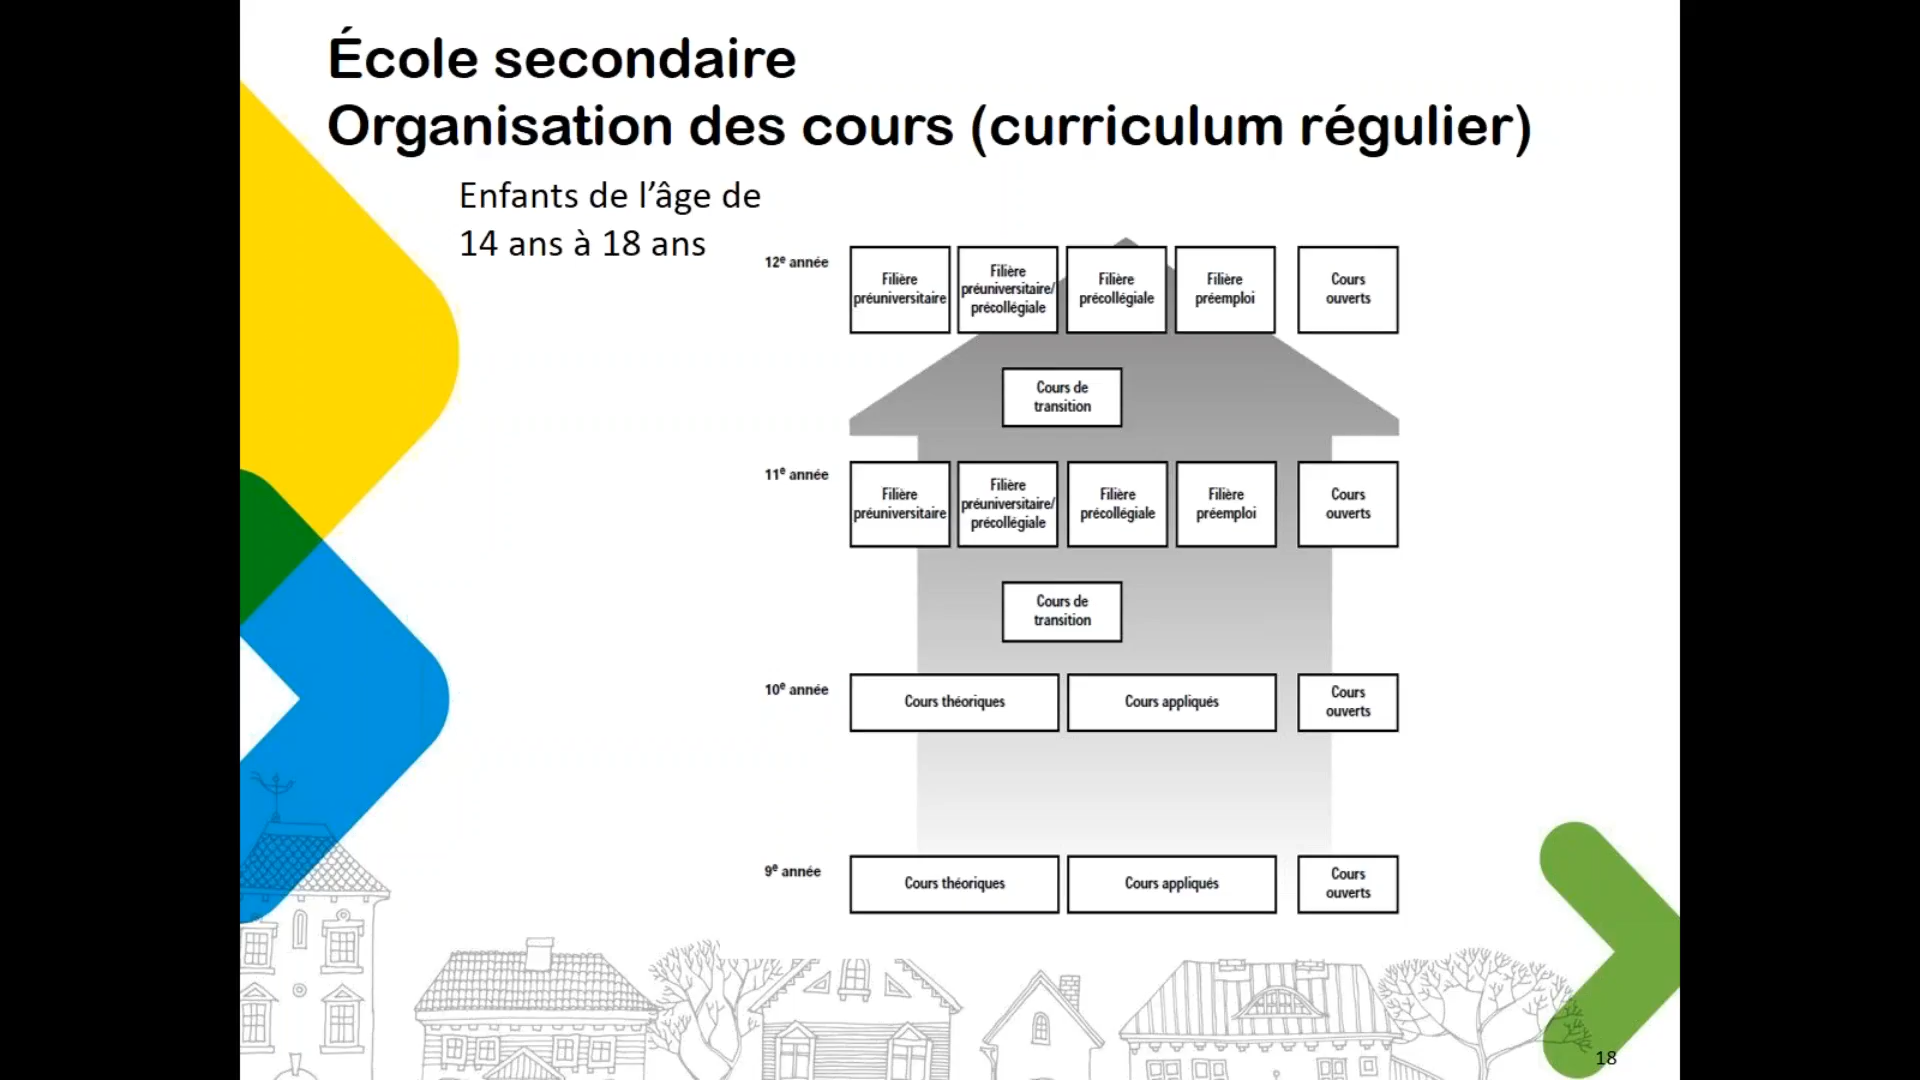 École secondaire
Organisation des cours (curriculum régulier)
Enfants de l’âge de
14 ans à 18 ans
12e année
Filière
préuniversitaire
Filière
préuniversitaire/
précollégiale
Filière
précollégiale
Filière
préemploi
Cours
ouverts
Cours de
transition
11e année
Filière
préuniversitaire
Filière
préuniversitaire/
précollégiale
Filière
précollégiale
Filière
préemploi
Cours
ouverts
Cours de
transition
10e année
Cours théoriques
Cours appliqués
Cours
ouverts
9e année
Cours théoriques
Cours appliqués
Cours
ouverts
18